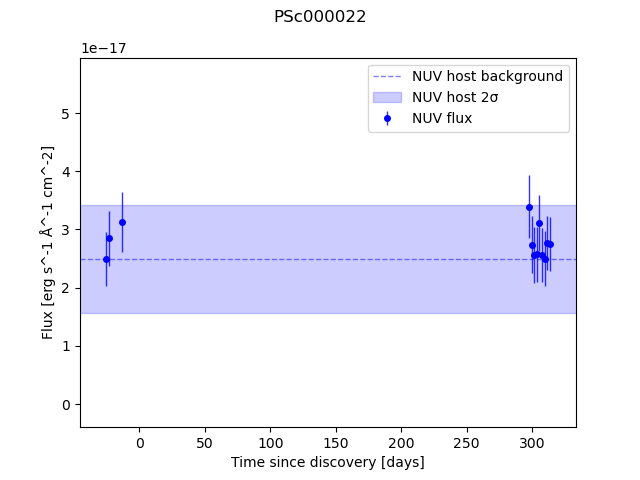 PSc000022
1e−17
NUV host background
NUV host 2σ
NUV flux
5
4
3
2
1
0
Flux [erg s^-1 Å^-1 cm^-2]
0 50 100 150 200 250 300
Time since discovery [days]